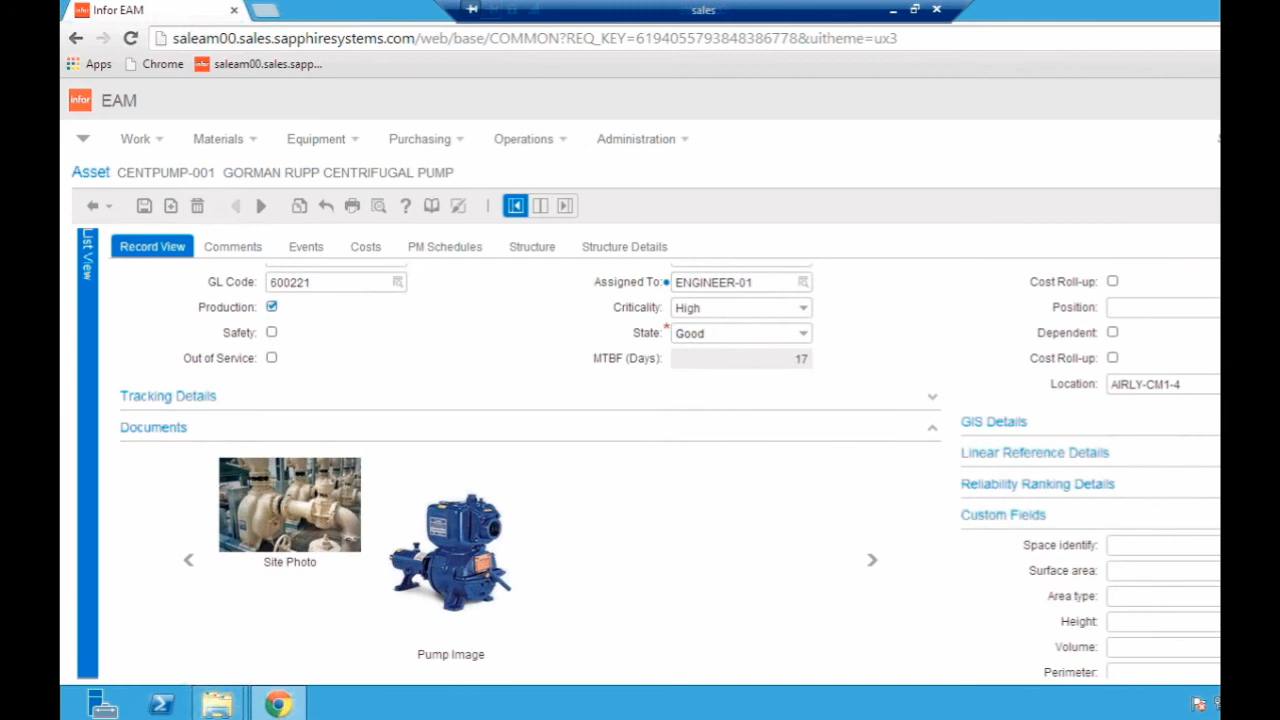 Infor EAM
sales
saleam00.sales.sapphiresystems.com/web/base/COMMON?REQ_KEY=6194055793848386778&uitheme=ux3
Apps Chrome saleam00.sales.sapp...
infor EAM
Work Materials Equipment Purchasing Operations Administration
Asset CENTPUMP-001 GORMAN RUPP CENTRIFUGAL PUMP
List View
Record View Comments Events Costs PM Schedules Structure Structure Details
GL Code: 600221 Assigned To: ENGINEER-01 Cost Roll-up:
Production: Criticality: High Position:
Safety: State:* Good Dependent:
Out of Service: MTBF (Days): 17 Cost Roll-up:
Location: AIRLY-CM1-4
Tracking Details
Documents
GIS Details
Linear Reference Details
Reliability Ranking Details
Custom Fields
Site Photo
Pump Image
Space identify:
Surface area:
Area type:
Height:
Volume:
Perimeter: